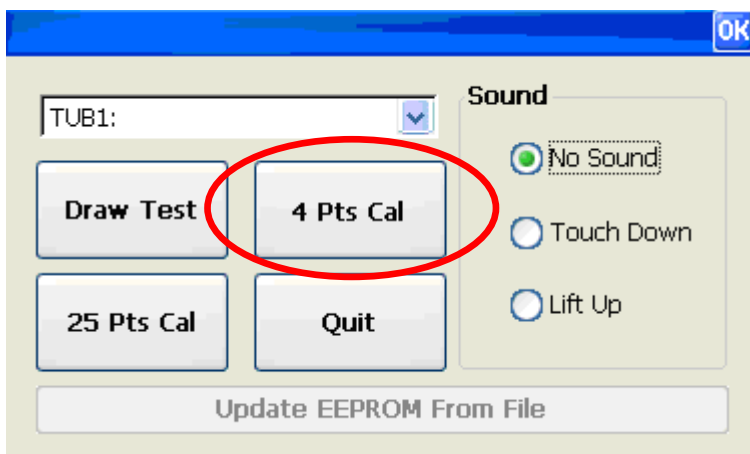 OK
TUB1:
Sound
No Sound
Draw Test
4 Pts Cal
Touch Down
25 Pts Cal
Quit
Lift Up
Update EEPROM From File